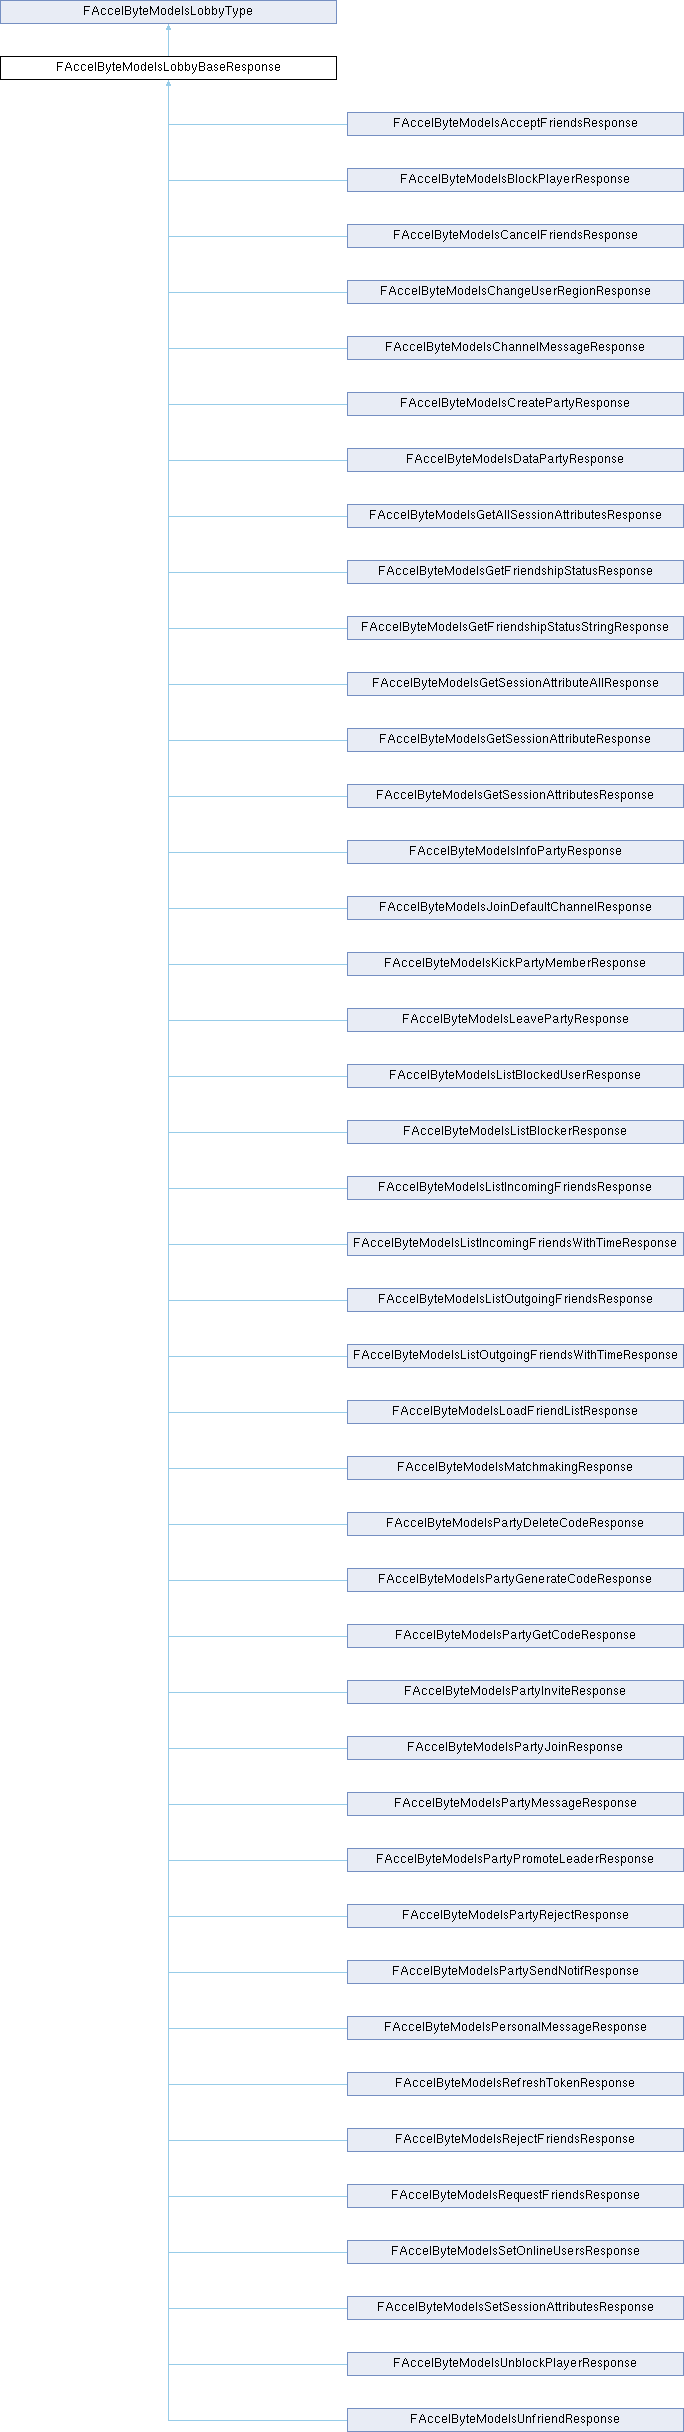 FAccelByteModelsLobbyType
FAccelByteModelsLobbyBaseResponse
FAccelByteModelsAcceptFriendsResponse
FAccelByteModelsBlockPlayerResponse
FAccelByteModelsCancelFriendsResponse
FAccelByteModelsChangeUserRegionResponse
FAccelByteModelsChannelMessageResponse
FAccelByteModelsCreatePartyResponse
FAccelByteModelsDataPartyResponse
FAccelByteModelsGetAllSessionAttributesResponse
FAccelByteModelsGetFriendshipStatusResponse
FAccelByteModelsGetFriendshipStatusStringResponse
FAccelByteModelsGetSessionAttributeAllResponse
FAccelByteModelsGetSessionAttributeResponse
FAccelByteModelsGetSessionAttributesResponse
FAccelByteModelsInfoPartyResponse
FAccelByteModelsJoinDefaultChannelResponse
FAccelByteModelsKickPartyMemberResponse
FAccelByteModelsLeavePartyResponse
FAccelByteModelsListBlockedUserResponse
FAccelByteModelsListBlockerResponse
FAccelByteModelsListIncomingFriendsResponse
FAccelByteModelsListIncomingFriendsWithTimeResponse
FAccelByteModelsListOutgoingFriendsResponse
FAccelByteModelsListOutgoingFriendsWithTimeResponse
FAccelByteModelsLoadFriendListResponse
FAccelByteModelsMatchmakingResponse
FAccelByteModelsPartyDeleteCodeResponse
FAccelByteModelsPartyGenerateCodeResponse
FAccelByteModelsPartyGetCodeResponse
FAccelByteModelsPartyInviteResponse
FAccelByteModelsPartyJoinResponse
FAccelByteModelsPartyMessageResponse
FAccelByteModelsPartyPromoteLeaderResponse
FAccelByteModelsPartyRejectResponse
FAccelByteModelsPartySendNotifResponse
FAccelByteModelsPersonalMessageResponse
FAccelByteModelsRefreshTokenResponse
FAccelByteModelsRejectFriendsResponse
FAccelByteModelsRequestFriendsResponse
FAccelByteModelsSetOnlineUsersResponse
FAccelByteModelsSetSessionAttributesResponse
FAccelByteModelsUnblockPlayerResponse
FAccelByteModelsUnfriendResponse